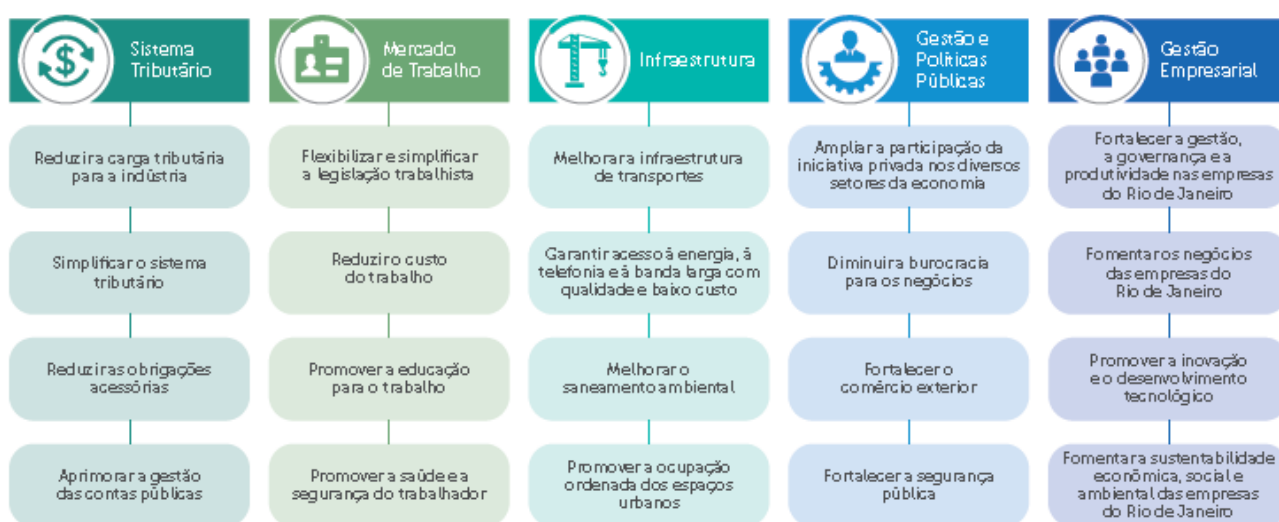 Sistema
Tributário
Reduzir a carga tributária
para a indústria
Simplificar o sistema
tributário
Reduzir as obrigações
acessórias
Aprimorar a gestão
das contas públicas
Mercado
de Trabalho
Flexibilizar e simplificar
a legislação trabalhista
Reduzir o custo
do trabalho
Promover a educação
para o trabalho
Promover a saúde e a
segurança do trabalhador
Infraestrutura
Melhorar a infraestrutura
de transportes
Garantir acesso à energia, à
telefonia e à banda larga com
qualidade e baixo custo
Melhorar o
saneamento ambiental
Promover a ocupação
ordenada dos espaços
urbanos
Gestão e
Políticas
Públicas
Ampliar a participação da
iniciativa privada nos diversos
setores da economia
Diminuir a burocracia
para os negócios
Fortalecer o
comércio exterior
Fortalecer a segurança
pública
Gestão
Empresarial
Fortalecer a gestão,
a governança e a
produtividade nas empresas
do Rio de Janeiro
Fomentar os negócios
das empresas do
Rio de Janeiro
Promover a inovação
e o desenvolvimento
tecnológico
Fomentar a sustentabilidade
econômica, social e
ambiental das empresas
do Rio de Janeiro